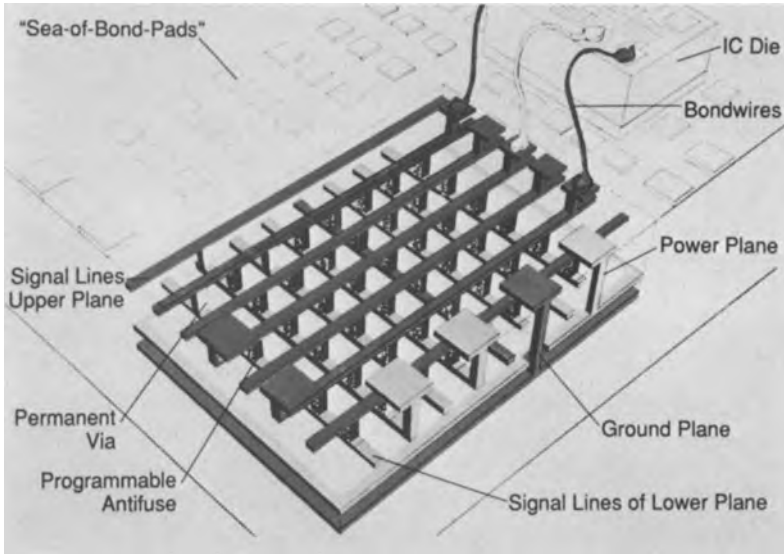 "Sea-of-Bond-Pads"
IC Die
Bondwires
Power Plane
Signal Lines
Upper Plane
Permanent
Via
Ground Plane
Programmable
Antifuse
Signal Lines of Lower Plane